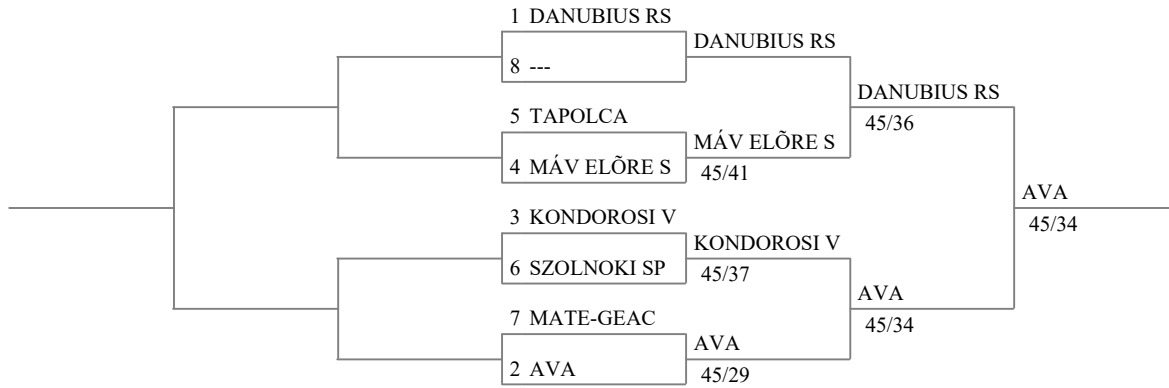 1 DANUBIUS RS
DANUBIUS RS
8 ---
DANUBIUS RS
45/36
5 TAPOLCA
MÁV ELÕRE S
4 MÁV ELÕRE S
45/41
AVA
45/34
3 KONDOROSI V
KONDOROSI V
6 SZOLNOKI SP
45/37
AVA
45/34
7 MATE-GEAC
AVA
2 AVA
45/29